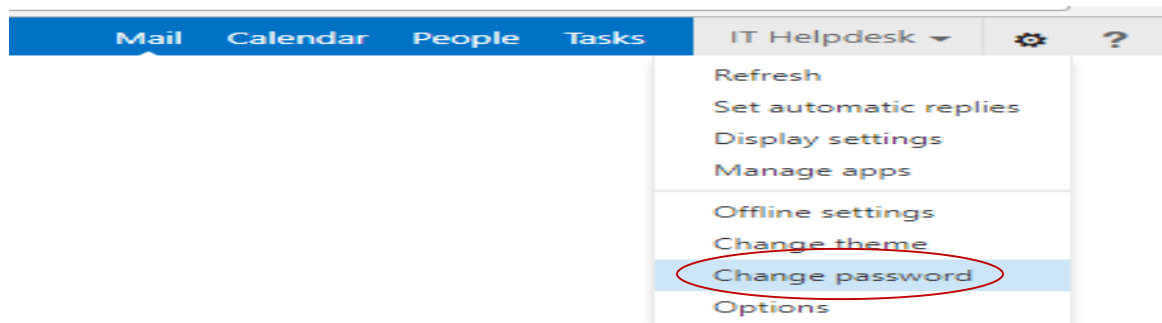 Mail Calendar People Tasks IT Helpdesk ?
Refresh
Set automatic replies
Display settings
Manage apps
Offline settings
Change theme
Change password
Options